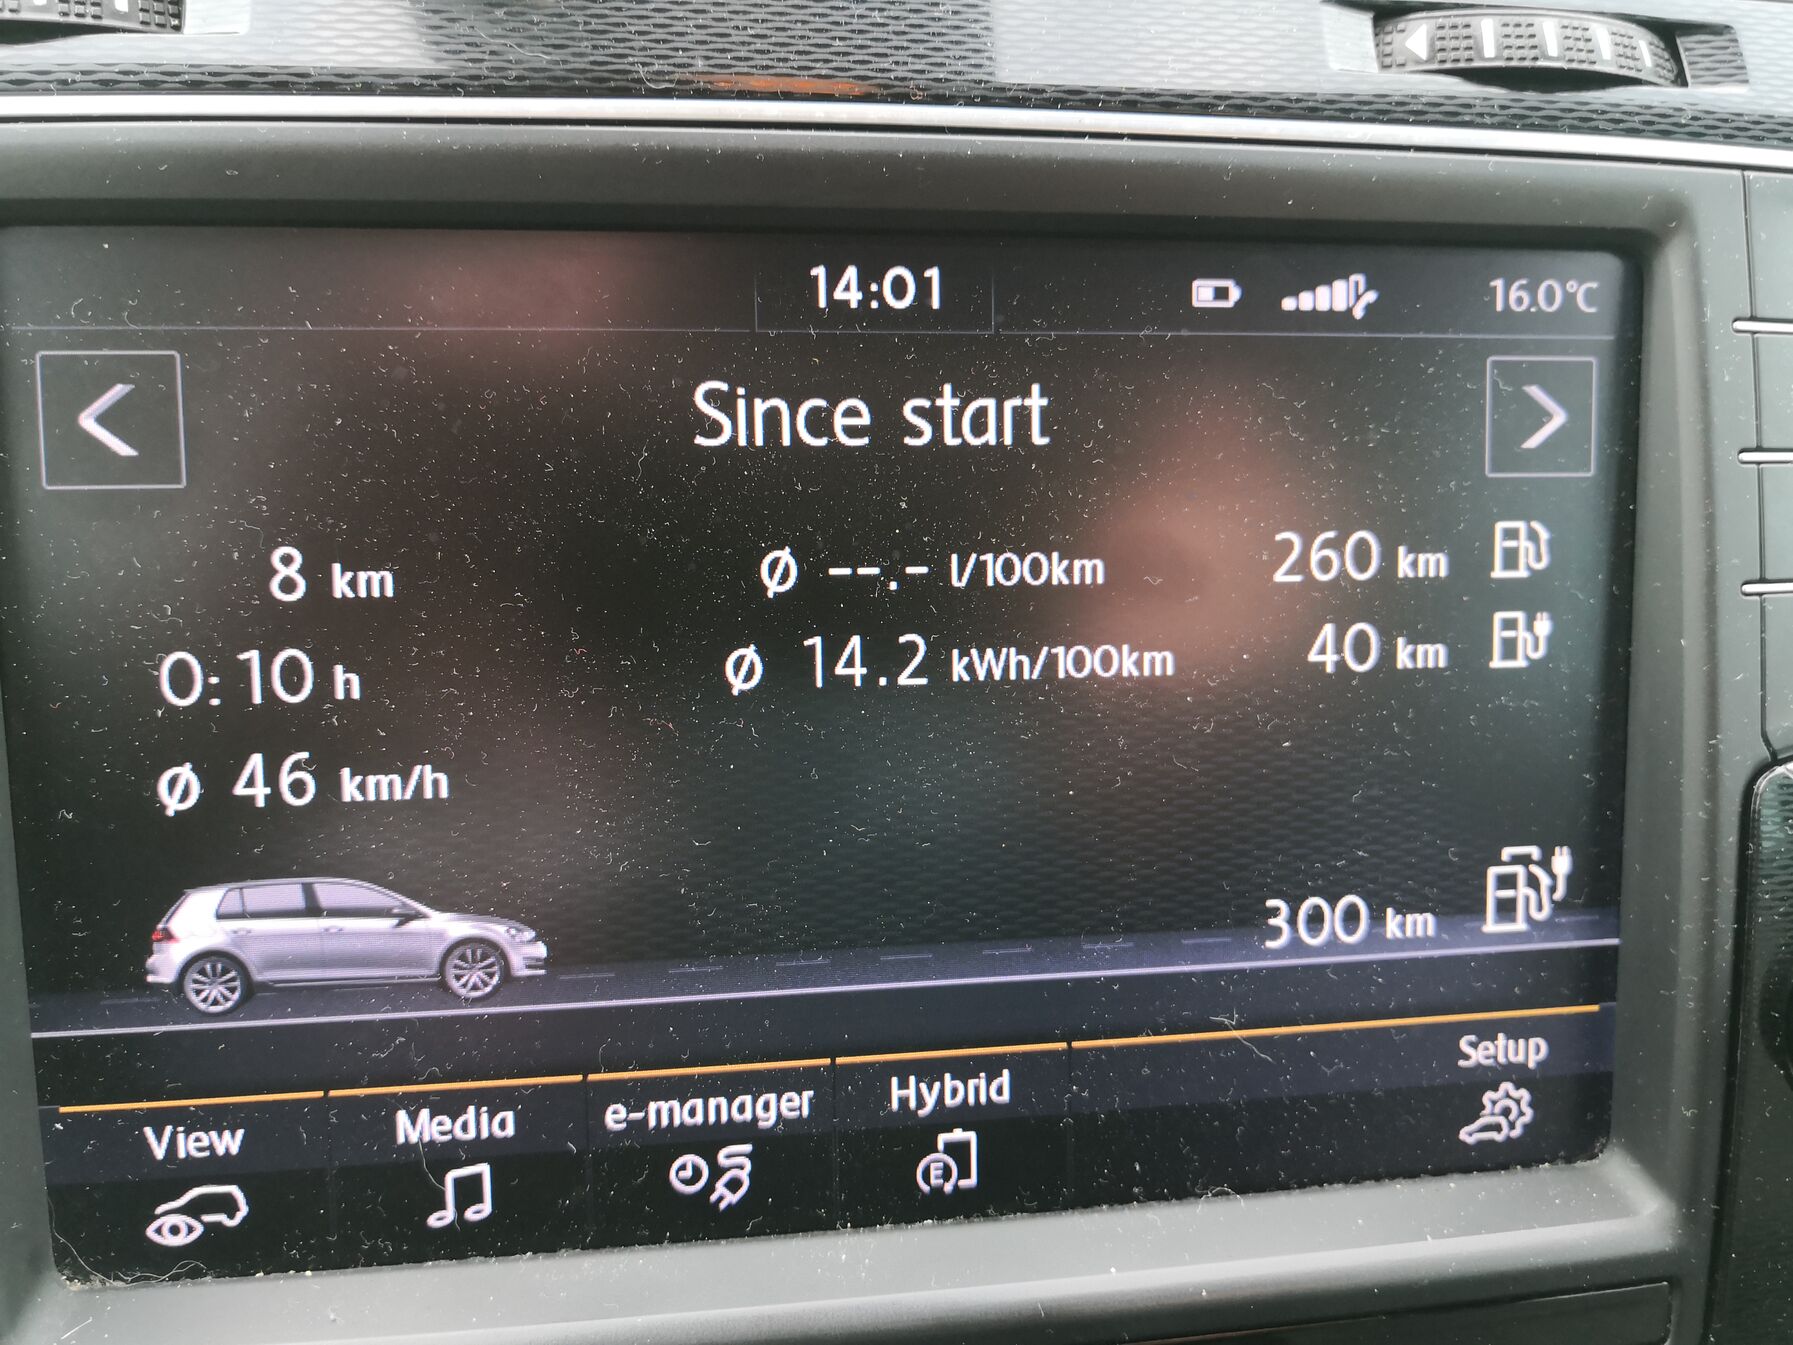 14:01
16.0°C
Since start
8 km
ø --.- l/100km
260 km
0:10 h
ø 14.2 kWh/100km
40 km
ø 46 km/h
300 km
View
Media
e-manager
Hybrid
E
Setup